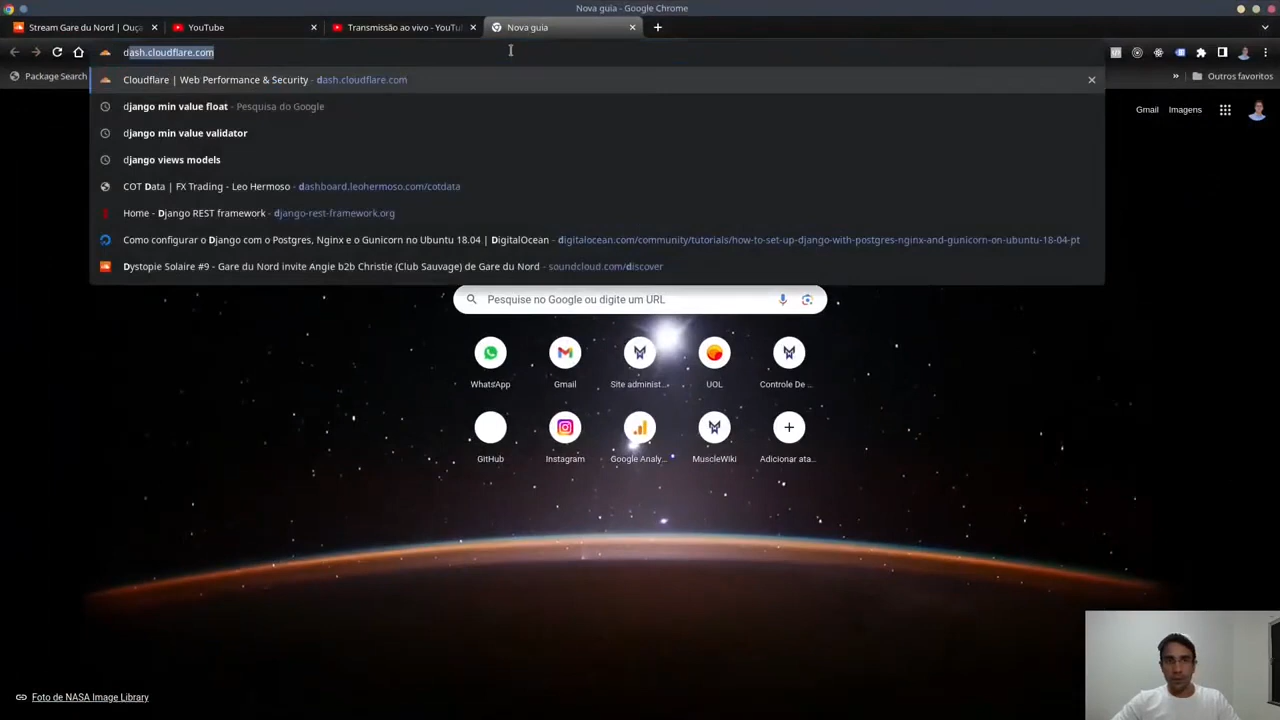 Nova guia - Google Chrome
Stream Gare du Nord | Ouça
YouTube
Transmissão ao vivo - YouTu
Nova guia
dash.cloudflare.com
Package Search
Outros favoritos
Cloudflare | Web Performance & Security - dash.cloudflare.com
django min value float - Pesquisa do Google
django min value validator
django views models
COT Data | FX Trading - Leo Hermoso - dashboard.leohermoso.com/cotdata
Home - Django REST framework - django-rest-framework.org
Como configurar o Django com o Postgres, Nginx e o Gunicorn no Ubuntu 18.04 | DigitalOcean - digitalocean.com/community/tutorials/how-to-set-up-django-with-postgres-nginx-and-gunicorn-on-ubuntu-18-04-pt
Dystopie Solaire #9 - Gare du Nord invite Angie b2b Christie (Club Sauvage) de Gare du Nord - soundcloud.com/discover
Gmail Imagens
Pesquise no Google ou digite um URL
WhatsApp Gmail Site administ... UOL Controle De ...
GitHub Instagram Google Analy... MuscleWiki Adicionar ata...
Foto de NASA Image Library